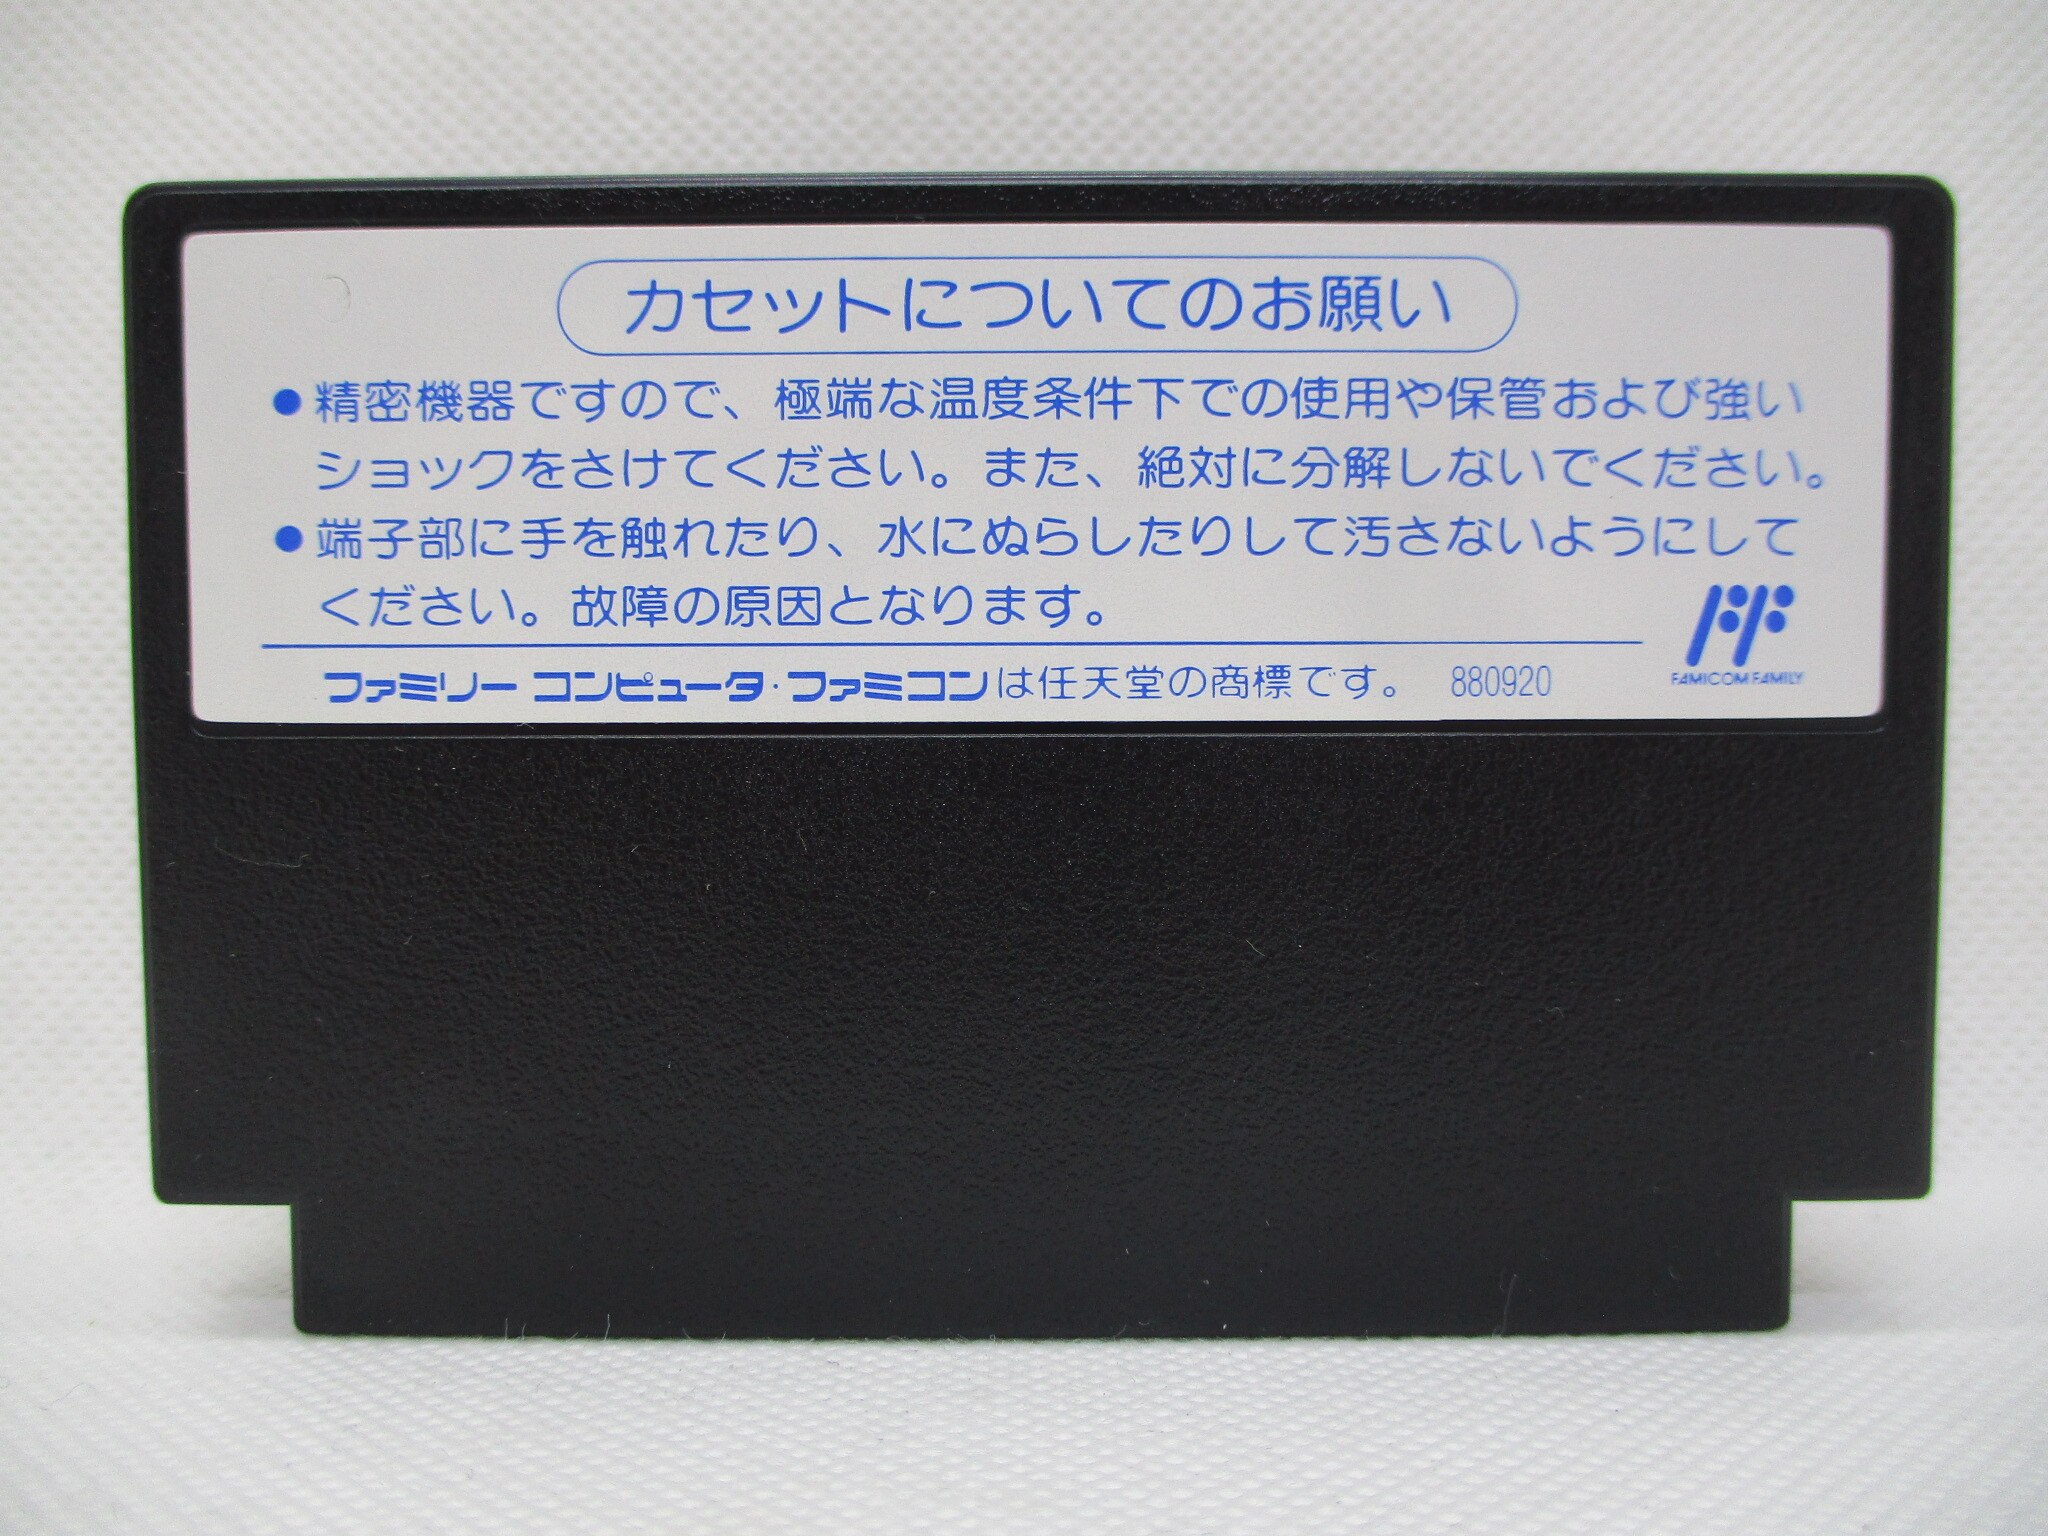 カセットについてのお願い
●精密機器ですので、極端な温度条件下での使用や保管および強い
ショックをさけてください。また、絶対に分解しないでください。
●端子部に手を触れたり、水にぬらしたりして汚さないようにして
ください。故障の原因となります。
FAMICOM FAMILY
ファミリー コンピュータ・ファミコンは任天堂の商標です。 880920